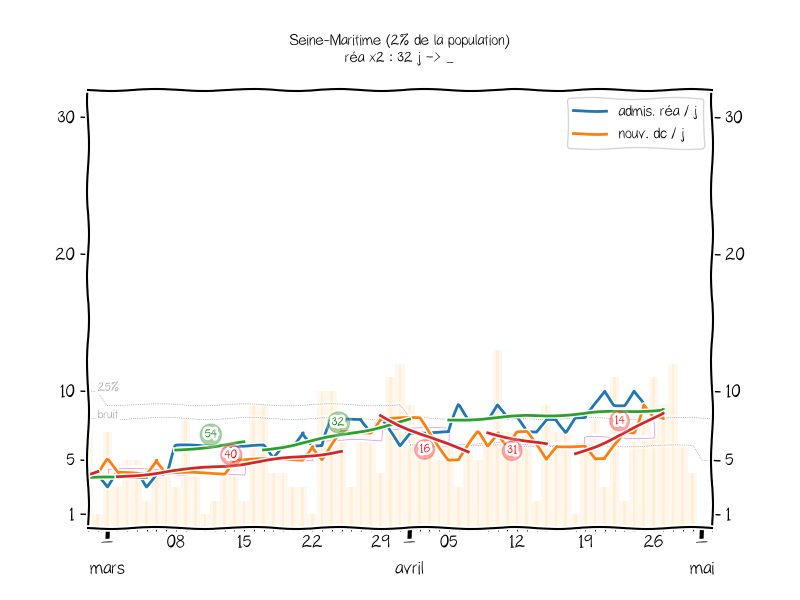 Seine-Maritime (2% de la population)
réa x2 : 32 j -> _
admis. réa / j
nouv. dc / j
30 30
20 20
10 10
25%
bruit
54
32
40
16
31
14
5 5
1 1
08 15 22 29 05 12 19 26
mars avril mai